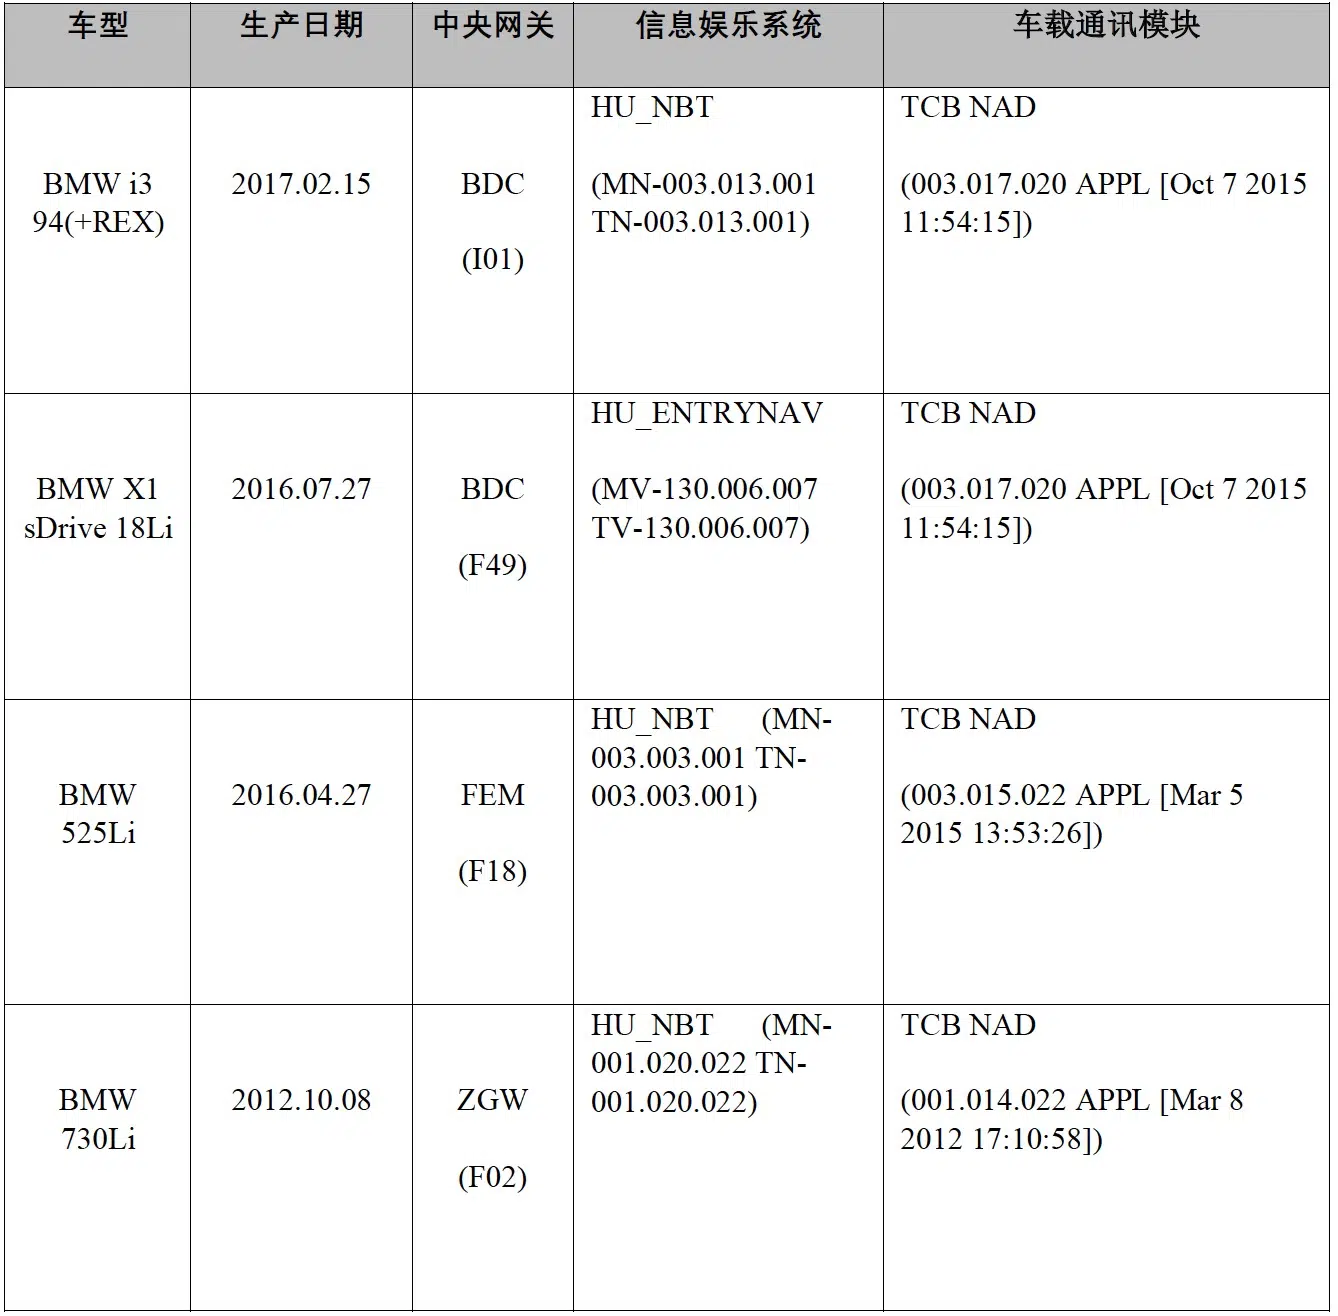 车型
生产日期
中央网关
信息娱乐系统
车载通讯模块
BMW i3
94(+REX)
2017.02.15
BDC
(I01)
HU_NBT
(MN-003.013.001
TN-003.013.001)
TCB NAD
(003.017.020 APPL [Oct 7 2015
11:54:15])
BMW X1
sDrive 18Li
2016.07.27
BDC
(F49)
HU_ENTRYNAV
(MV-130.006.007
TV-130.006.007)
TCB NAD
(003.017.020 APPL [Oct 7 2015
11:54:15])
BMW
525Li
2016.04.27
FEM
(F18)
HU_NBT (MN-
003.003.001 TN-
003.003.001)
TCB NAD
(003.015.022 APPL [Mar 5
2015 13:53:26])
BMW
730Li
2012.10.08
ZGW
(F02)
HU_NBT (MN-
001.020.022 TN-
001.020.022)
TCB NAD
(001.014.022 APPL [Mar 8
2012 17:10:58])